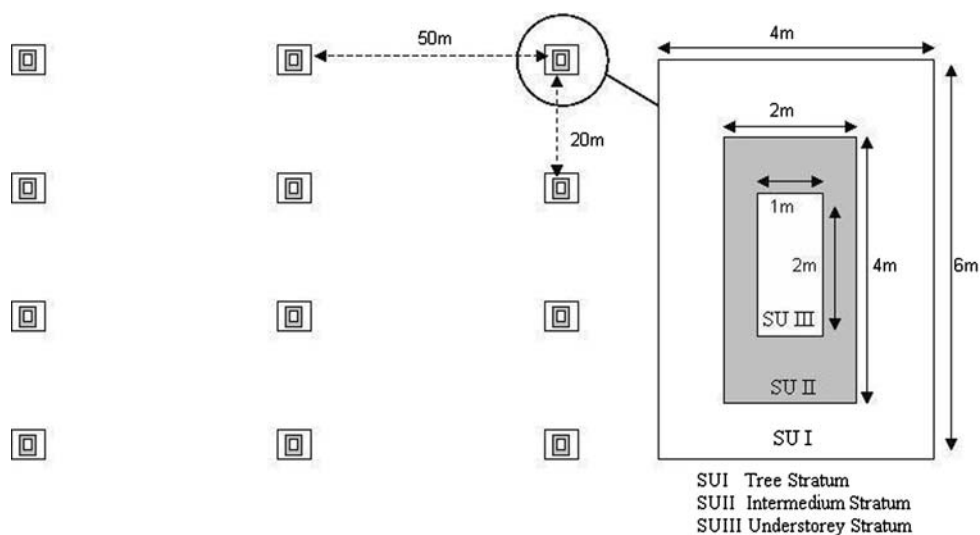 50m
20m
4m
2m
1m
2m
4m
6m
SU III
SU II
SU I
SUI Tree Stratum
SUII Intermedium Stratum
SUIII Understorey Stratum